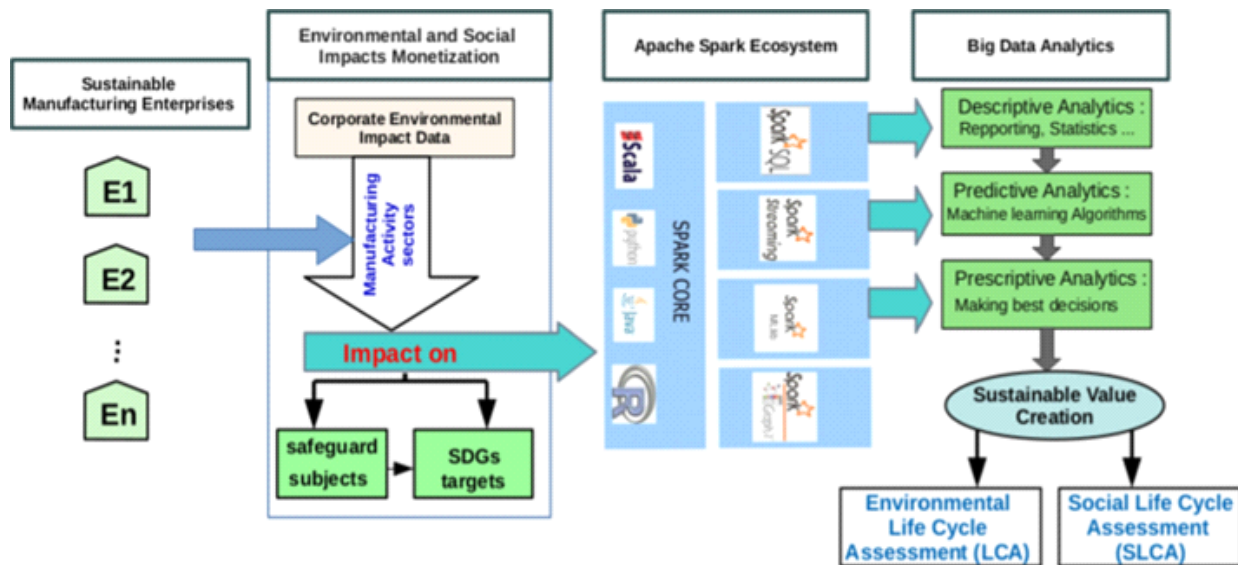 Sustainable
Manufacturing Enterprises
E1
E2
...
En
Environmental and Social
Impacts Monetization
Corporate Environmental
Impact Data
Manufacturing
Activity
sectors
Impact on
safeguard
subjects
SDGs
targets
Apache Spark Ecosystem
Scala
python
Java
R
SPARK CORE
Spark
SQL
Spark
Streaming
Spark
MLlib
Spark
GraphX
Big Data Analytics
Descriptive Analytics :
Repporting, Statistics ...
Predictive Analytics :
Machine learning Algorithms
Prescriptive Analytics :
Making best decisions
Sustainable Value
Creation
Environmental
Life Cycle
Assessment (LCA)
Social Life Cycle
Assessment
(SLCA)